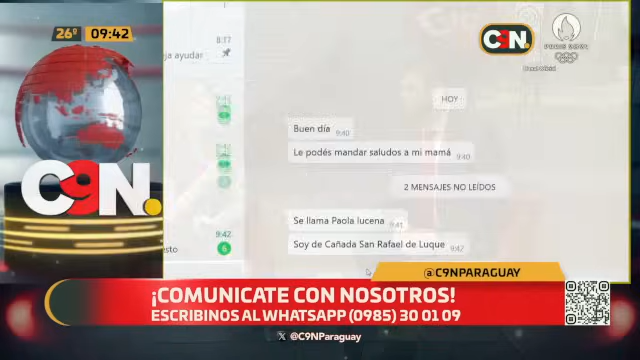 26° 09:42
8:17
ja ayudar
C9N.
PARIS 2024
HOY
Buen día 9:40
Le podés mandar saludos a mi mamá 9:40
2 MENSAJES NO LEÍDOS
Se llama Paola lucena 9:41
Soy de Cañada San Rafael de Luque 9:42
9:42
sto 6
C9N.
@C9NPARAGUAY
¡COMUNICATE CON NOSOTROS!
ESCRIBINOS AL WHATSAPP (0985) 30 01 09
X @C9NParaguay